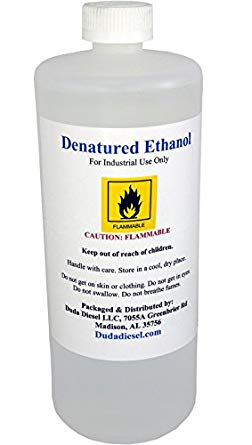 Denatured Ethanol
For Industrial Use Only
FLAMMABLE
CAUTION: FLAMMABLE
Keep out of reach of children.
Handle with care. Store in a cool, dry place.
Do not get on skin or clothing. Do not get in eyes.
Do not swallow. Do not breathe fumes.
Packaged & Distributed by:
Duda Diesel LLC, 7055A Greenbrier Rd
Madison, AL 35756
Dudadiesel.com